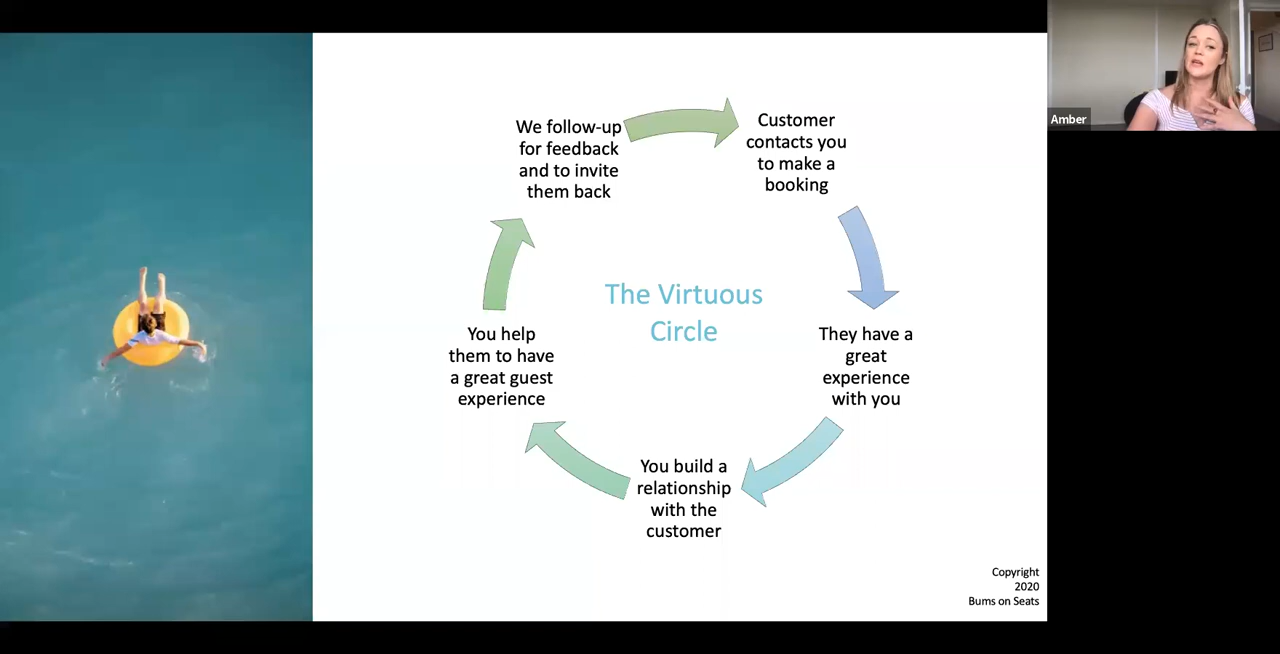 We follow-up
for feedback
and to invite
them back
Customer
contacts you
to make a
booking
Amber
The Virtuous
Circle
You help
them to have
a great guest
experience
They have a
great
experience
with you
You build a
relationship
with the
customer
Copyright
2020
Bums on Seats